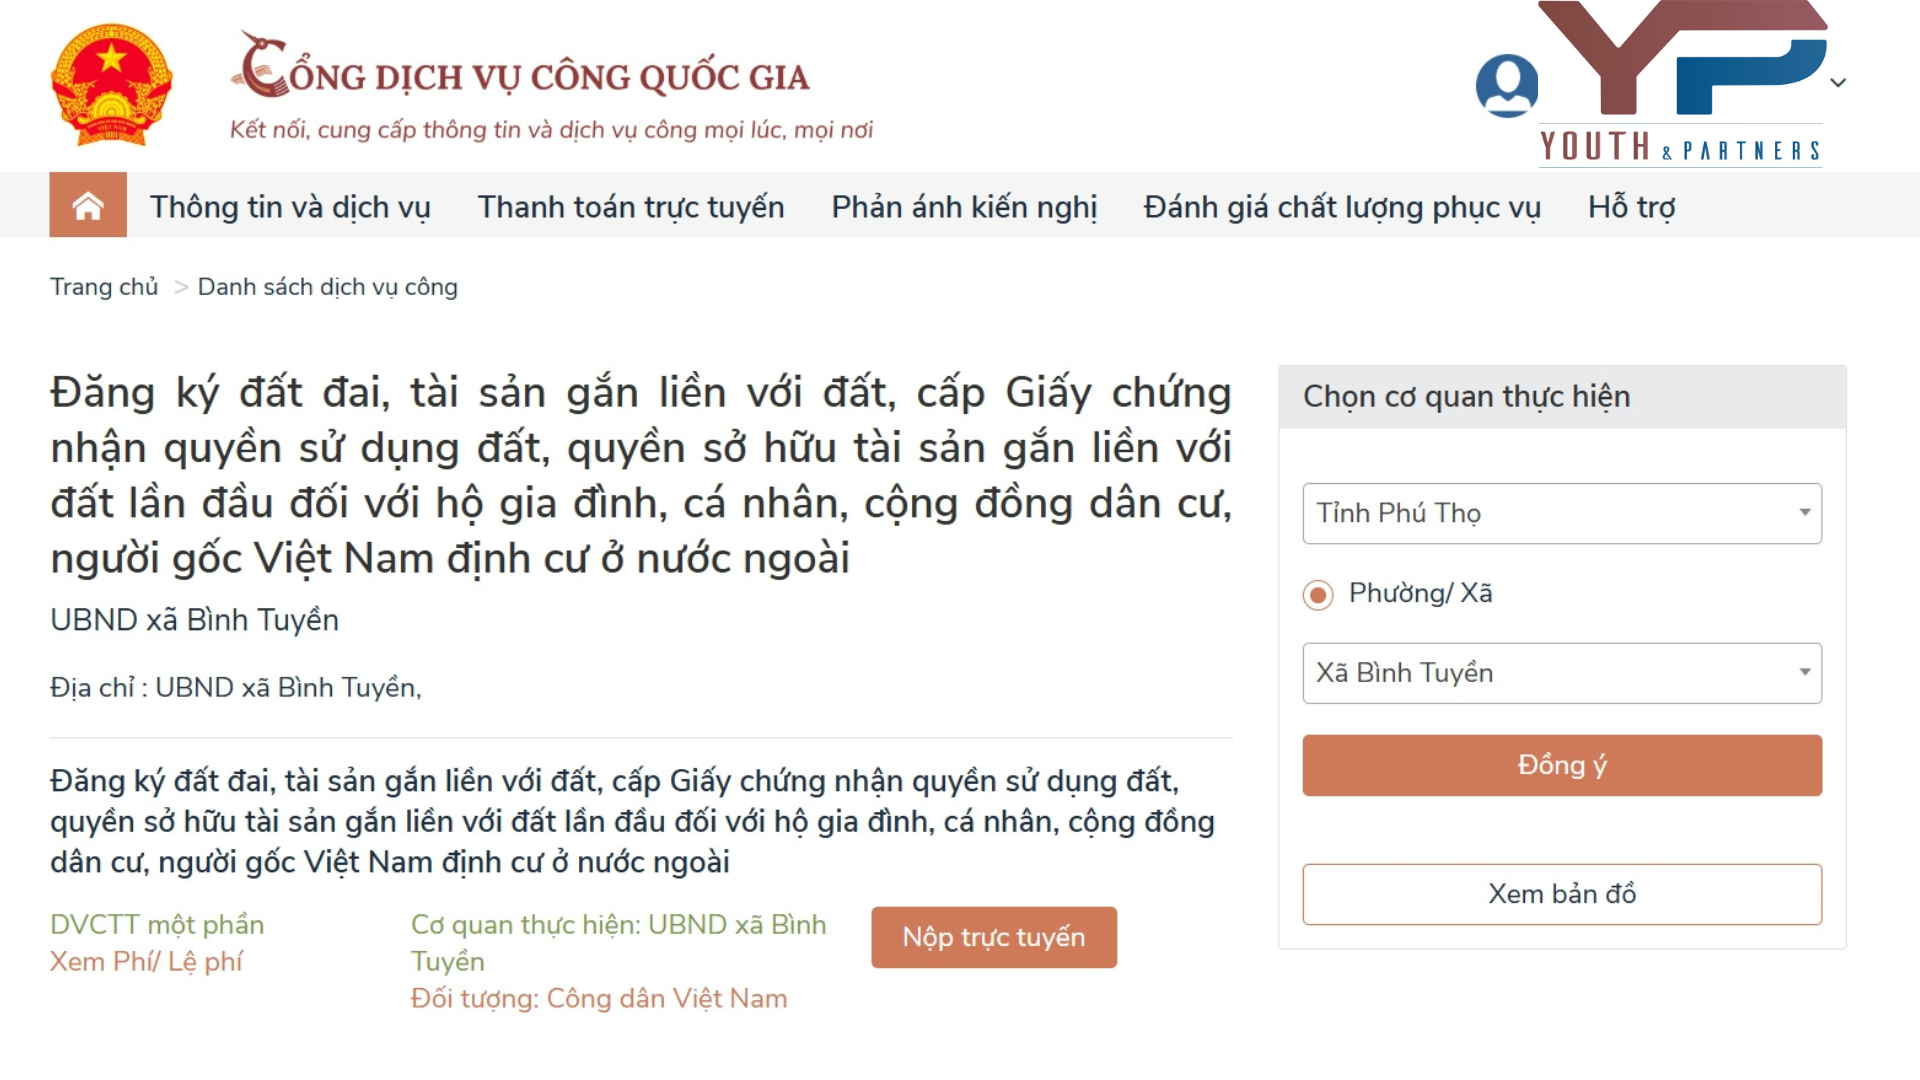 CỔNG DỊCH VỤ CÔNG QUỐC GIA
Kết nối, cung cấp thông tin và dịch vụ công mọi lúc, mọi nơi
YP
YOUTH & PARTNERS
Thông tin và dịch vụ Thanh toán trực tuyến Phản ánh kiến nghị Đánh giá chất lượng phục vụ Hỗ trợ
Trang chủ > Danh sách dịch vụ công
Đăng ký đất đai, tài sản gắn liền với đất, cấp Giấy chứng
nhận quyền sử dụng đất, quyền sở hữu tài sản gắn liền với
đất lần đầu đối với hộ gia đình, cá nhân, cộng đồng dân cư,
người gốc Việt Nam định cư ở nước ngoài
UBND xã Bình Tuyền
Địa chỉ : UBND xã Bình Tuyền,
Đăng ký đất đai, tài sản gắn liền với đất, cấp Giấy chứng nhận quyền sử dụng đất,
quyền sở hữu tài sản gắn liền với đất lần đầu đối với hộ gia đình, cá nhân, cộng đồng
dân cư, người gốc Việt Nam định cư ở nước ngoài
DVCTT một phần
Xem Phí/ Lệ phí
Cơ quan thực hiện: UBND xã Bình
Tuyền
Đối tượng: Công dân Việt Nam
Nộp trực tuyến
Chọn cơ quan thực hiện
Tỉnh Phú Thọ
Phường/ Xã
Xã Bình Tuyền
Đồng ý
Xem bản đồ